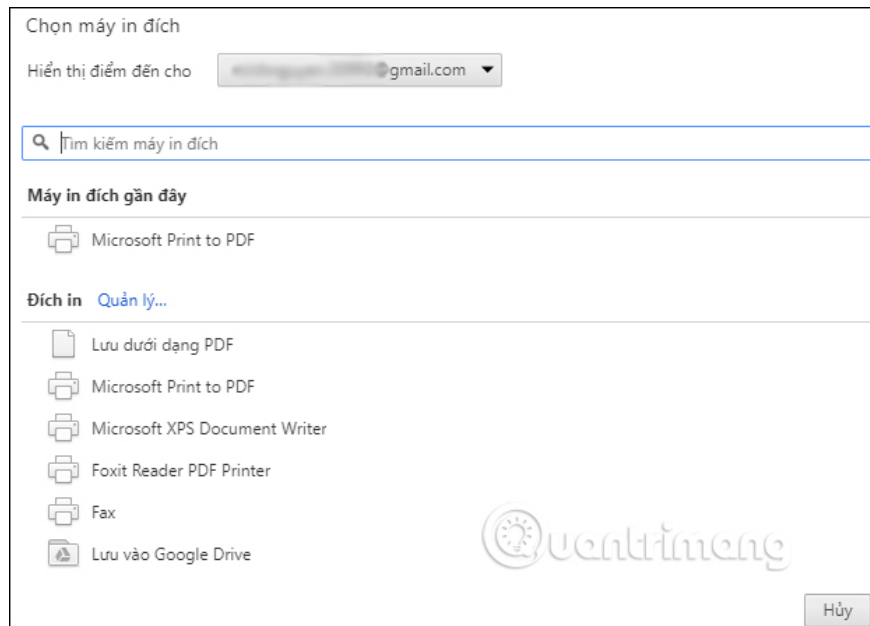 Chọn máy in đích
Hiển thị điểm đến cho @gmail.com
Tìm kiếm máy in đích
Máy in đích gần đây
Microsoft Print to PDF
Đích in Quản lý...
Lưu dưới dạng PDF
Microsoft Print to PDF
Microsoft XPS Document Writer
Foxit Reader PDF Printer
Fax
Lưu vào Google Drive
Quantrimang
Hủy